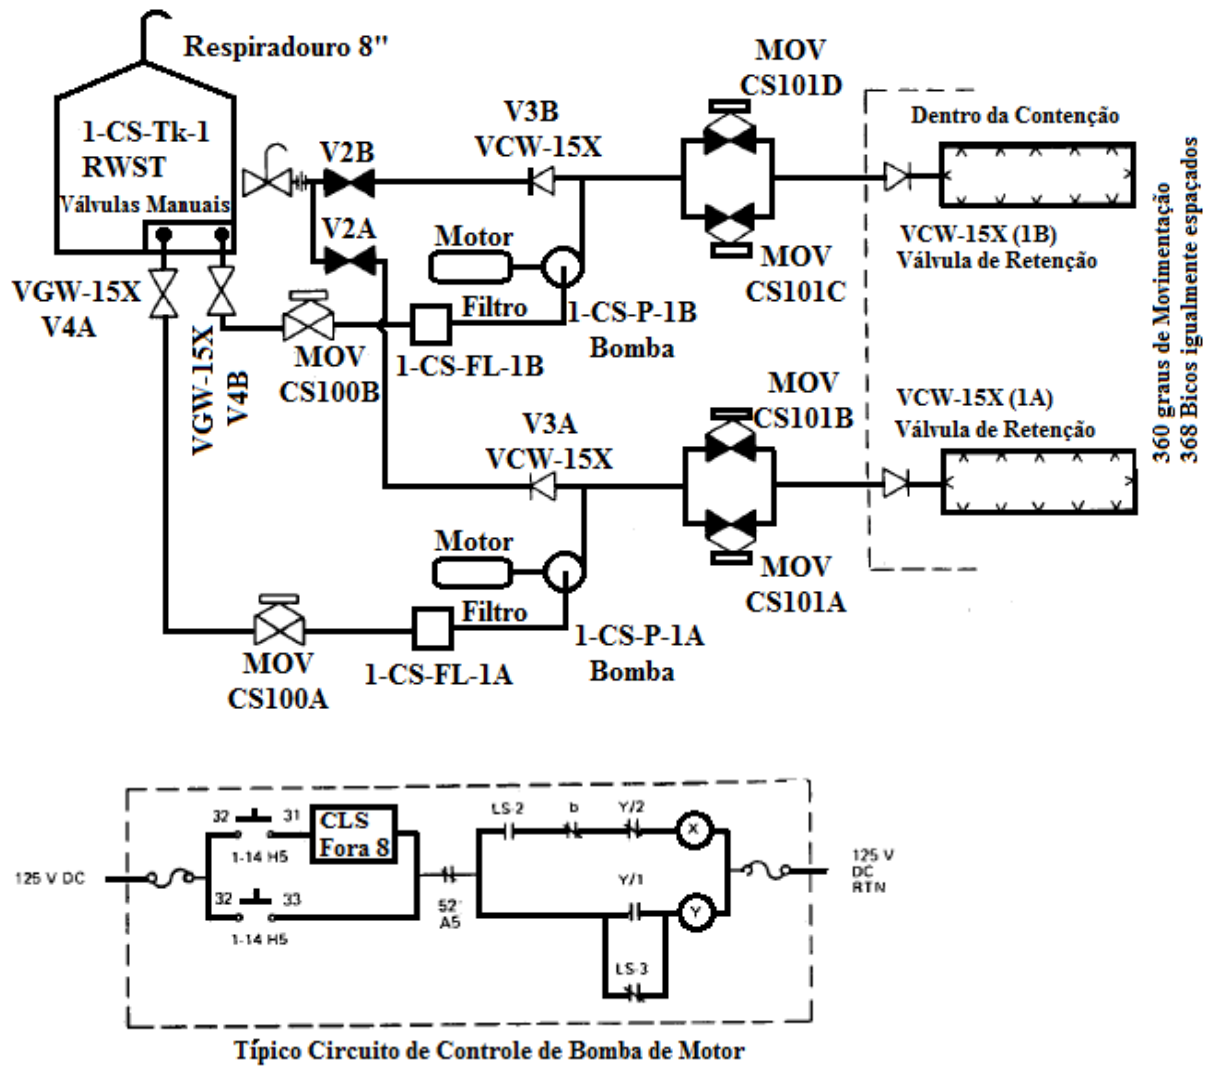 Respiradouro 8"
1-CS-Tk-1
RWST
Válvulas Manuais
VGW-15X
V4A
VGW-15X
V4B
V2B
V2A
V3B
VCW-15X
Motor
Filtro
1-CS-P-1B
Bomba
1-CS-FL-1B
MOV
CS100B
MOV
CS101D
MOV
CS101C
Dentro da Contenção
VCW-15X (1B)
Válvula de Retenção
360 graus de Movimentação
368 Bicos igualmente espaçados
V3A
VCW-15X
MOV
CS101B
VCW-15X (1A)
Válvula de Retenção
Motor
Filtro
MOV
CS101A
1-CS-P-1A
Bomba
1-CS-FL-1A
MOV
CS100A
125 V DC
32
31
1-14 H5
CLS
Fora 8
32
33
1-14 H5
52
A5
LS-2
b
Y/2
X
Y/1
Y
LS-3
125 V
DC
RTN
Típico Circuito de Controle de Bomba de Motor